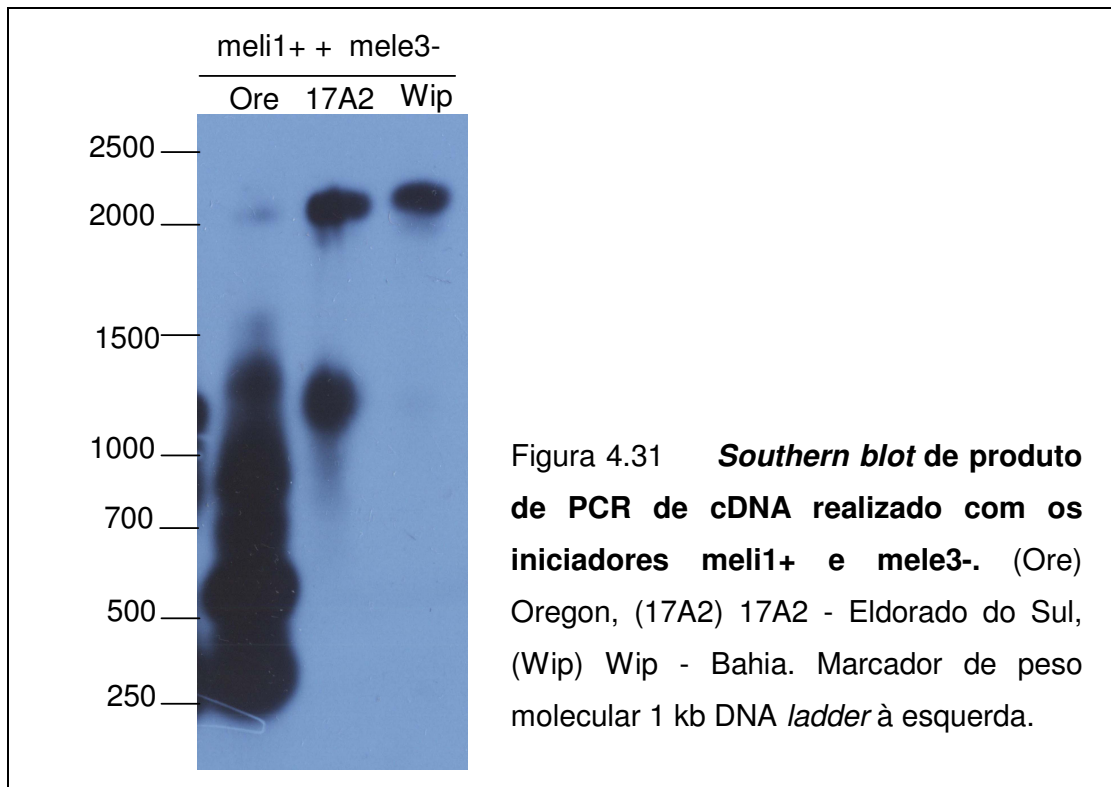 meli1+ + mele3-
Ore 17A2 Wip
2500
2000
1500
1000
700
500
250
Figura 4.31 Southern blot de produto
de PCR de cDNA realizado com os
iniciadores meli1+ e mele3-. (Ore)
Oregon, (17A2) 17A2 - Eldorado do Sul,
(Wip) Wip - Bahia. Marcador de peso
molecular 1 kb DNA ladder à esquerda.